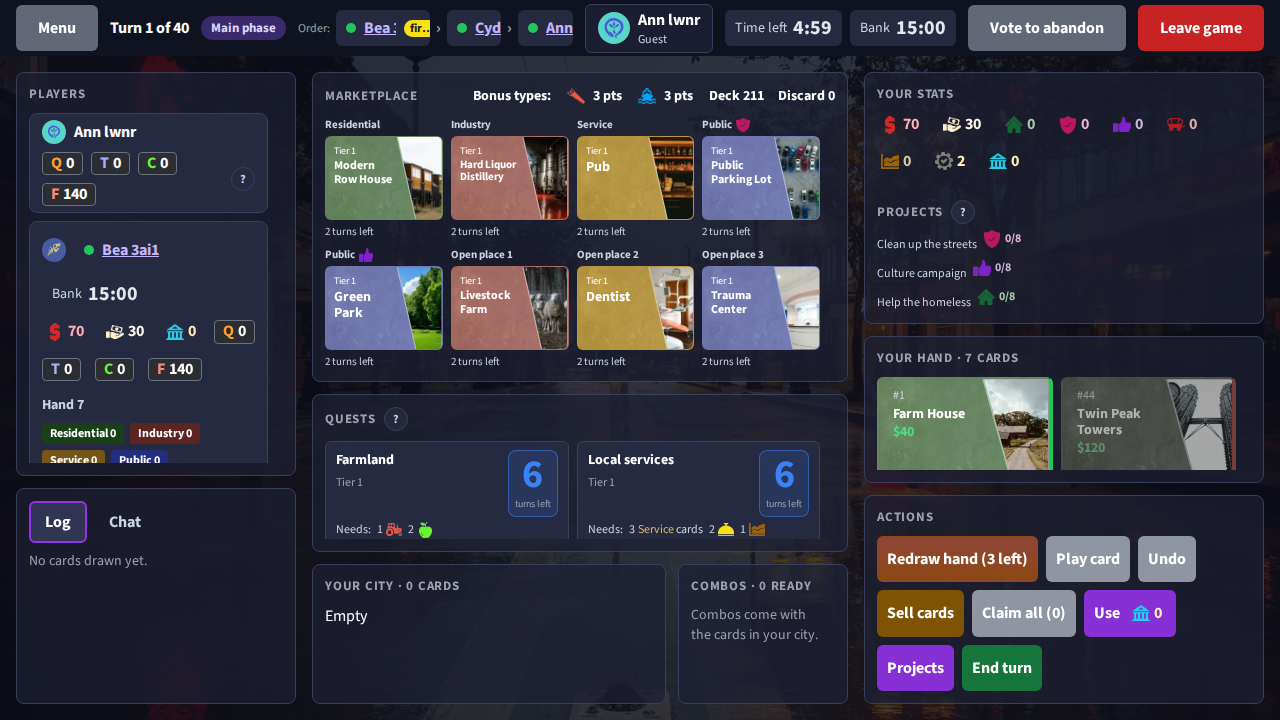 Menu
Turn 1 of 40
Main phase
Order:
Bea
fir...
› Cyd
› Ann
Ann lwnr
Guest
Time left 4:59
Bank 15:00
Vote to abandon
Leave game
PLAYERS
Ann lwnr
Q 0 T 0 C 0
F 140
?
Bea 3ai1
Bank 15:00
70 30 0 Q 0
T 0 C 0 F 140
Hand 7
Residential 0 Industry 0
Service 0 Public 0
Log Chat
No cards drawn yet.
MARKETPLACE
Bonus types: 3 pts 3 pts Deck 211 Discard 0
Residential Industry Service Public
Tier 1 Tier 1 Tier 1 Tier 1
Modern Row House
Hard Liquor Distillery
Pub
Public Parking Lot
2 turns left 2 turns left 2 turns left 2 turns left
Public Open place 1 Open place 2 Open place 3
Tier 1 Tier 1 Tier 1 Tier 1
Green Park
Livestock Farm
Dentist
Trauma Center
2 turns left 2 turns left 2 turns left 2 turns left
QUESTS ?
Farmland
Tier 1
6
turns left
Needs: 1 2
Local services
Tier 1
6
turns left
Needs: 3 Service cards 2 1
YOUR CITY · 0 CARDS
Empty
COMBOS · 0 READY
Combos come with
the cards in your city.
YOUR STATS
70 30 0 0 0 0
0 2 0
PROJECTS ?
Clean up the streets 0/8
Culture campaign 0/8
Help the homeless 0/8
YOUR HAND · 7 CARDS
#1
Farm House
$40
#44
Twin Peak
Towers
$120
ACTIONS
Redraw hand (3 left) Play card Undo
Sell cards Claim all (0) Use 0
Projects End turn